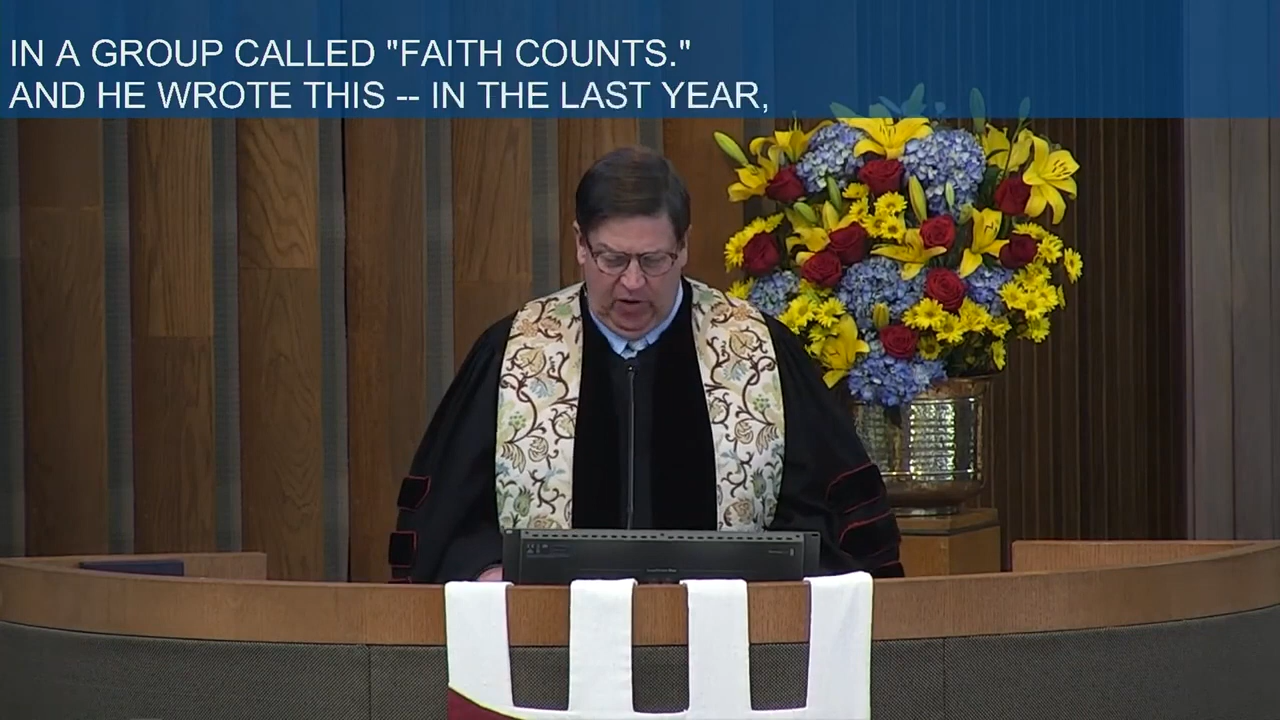 IN A GROUP CALLED "FAITH COUNTS."
AND HE WROTE THIS -- IN THE LAST YEAR,